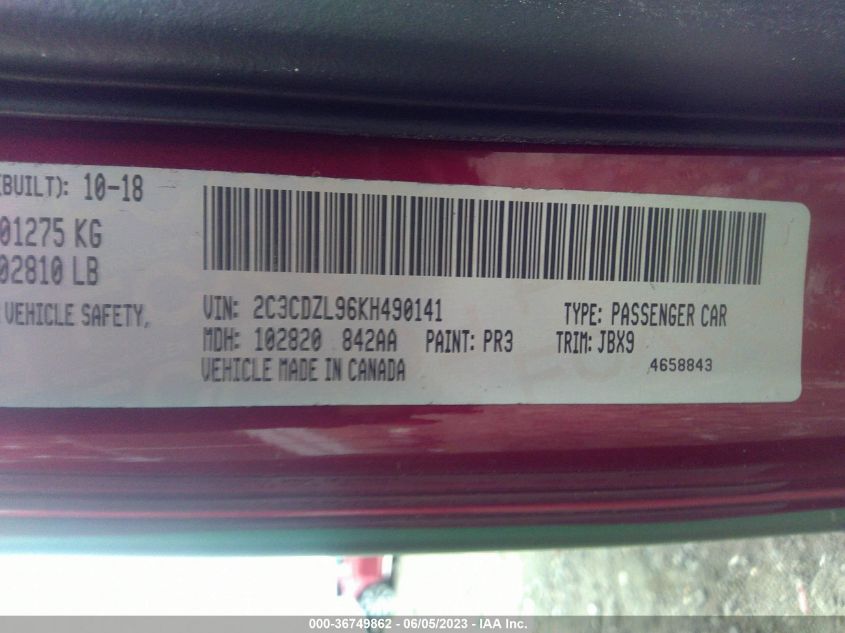 (BUILT): 10-18
01275 KG
02810 LB
VEHICLE SAFETY,
VIN: 2C3CDZL96KH490141
TYPE: PASSENGER CAR
MDH: 102820 842AA PAINT: PR3 TRIM: JBX9
VEHICLE MADE IN CANADA
4658843
000-36749862 - 06/05/2023 - IAA Inc.